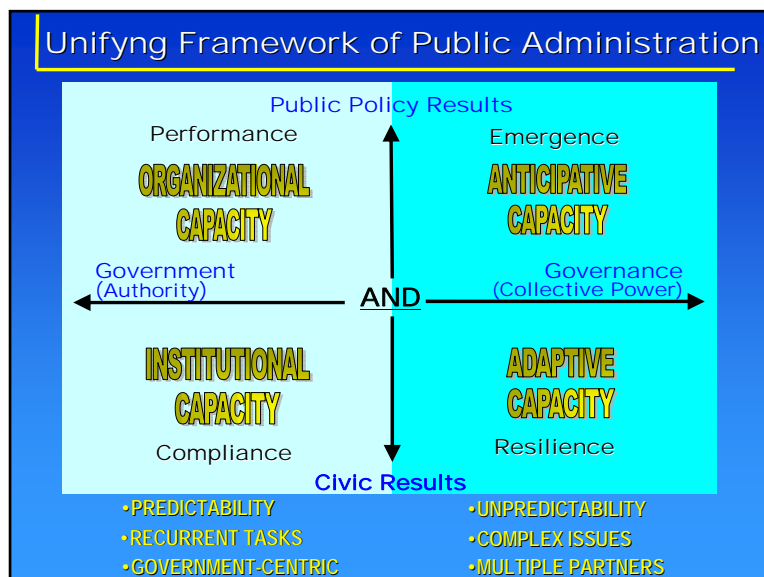 Unifyng Framework of Public Administration
Public Policy Results
Performance
Emergence
ORGANIZATIONAL
CAPACITY
ANTICIPATIVE
CAPACITY
Government
(Authority)
Governance
(Collective Power)
AND
INSTITUTIONAL
CAPACITY
ADAPTIVE
CAPACITY
Compliance
Resilience
Civic Results
•PREDICTABILITY
•RECURRENT TASKS
•GOVERNMENT-CENTRIC
•UNPREDICTABILITY
•COMPLEX ISSUES
•MULTIPLE PARTNERS